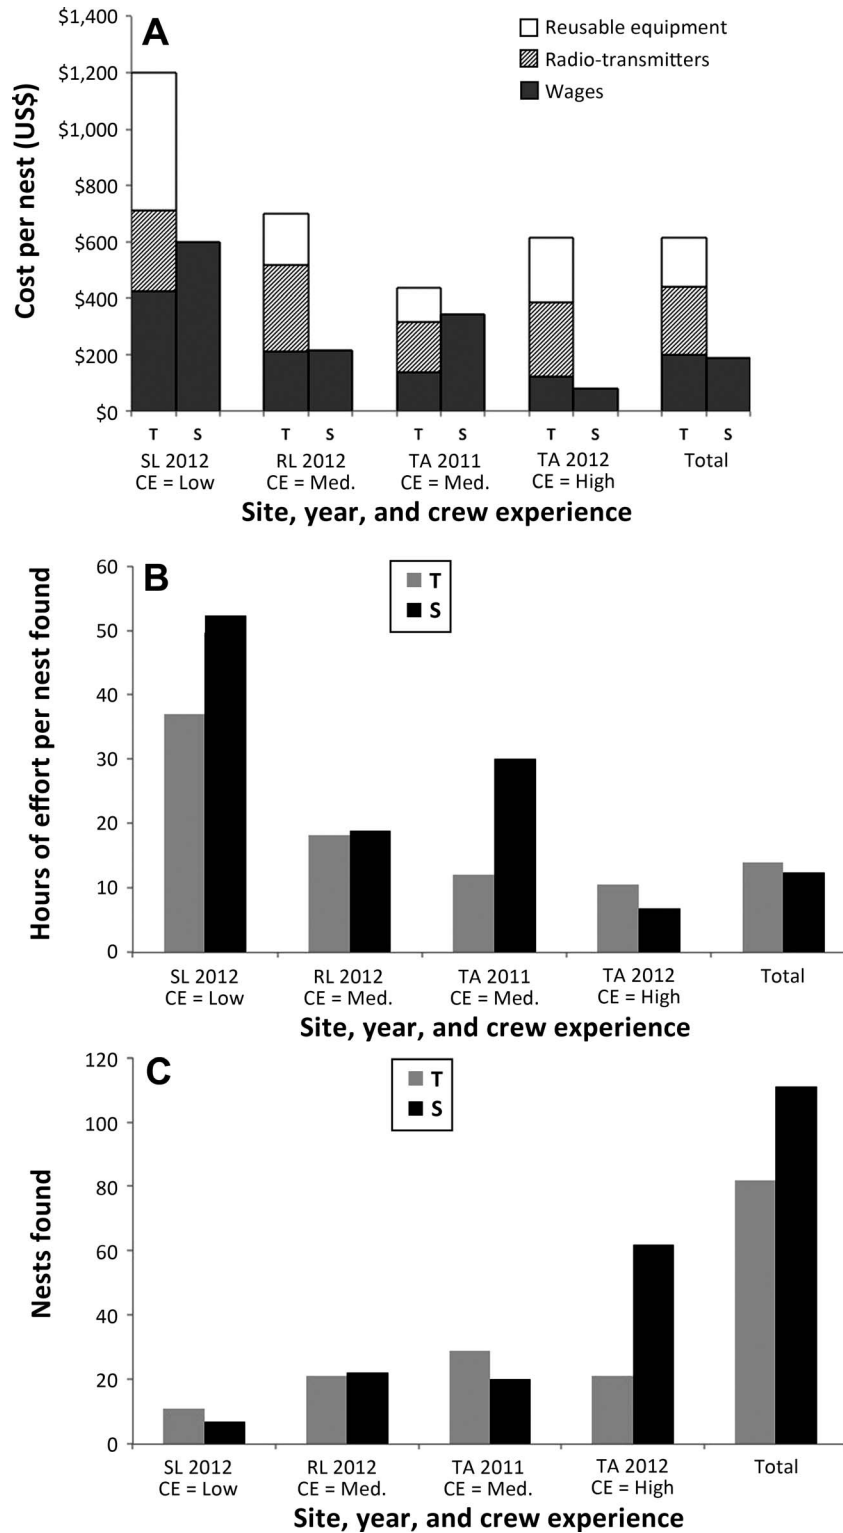 A
Reusable equipment
Radio-transmitters
Wages
Cost per nest (US$)
$1,400
$1,200
$1,000
$800
$600
$400
$200
$0
T S T S T S T S T S
SL 2012 RL 2012 TA 2011 TA 2012 Total
CE = Low CE = Med. CE = Med. CE = High
Site, year, and crew experience
B
T
S
Hours of effort per nest found
60
50
40
30
20
10
0
SL 2012 RL 2012 TA 2011 TA 2012 Total
CE = Low CE = Med. CE = Med. CE = High
Site, year, and crew experience
C
T
S
Nests found
120
100
80
60
40
20
0
SL 2012 RL 2012 TA 2011 TA 2012 Total
CE = Low CE = Med. CE = Med. CE = High
Site, year, and crew experience